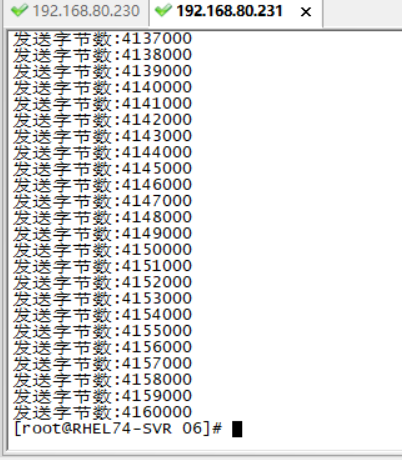 192.168.80.230 192.168.80.231 ×
发送字节数:4137000
发送字节数:4138000
发送字节数:4139000
发送字节数:4140000
发送字节数:4141000
发送字节数:4142000
发送字节数:4143000
发送字节数:4144000
发送字节数:4145000
发送字节数:4146000
发送字节数:4147000
发送字节数:4148000
发送字节数:4149000
发送字节数:4150000
发送字节数:4151000
发送字节数:4152000
发送字节数:4153000
发送字节数:4154000
发送字节数:4155000
发送字节数:4156000
发送字节数:4157000
发送字节数:4158000
发送字节数:4159000
发送字节数:4160000
[root@RHEL74-SVR 06]#